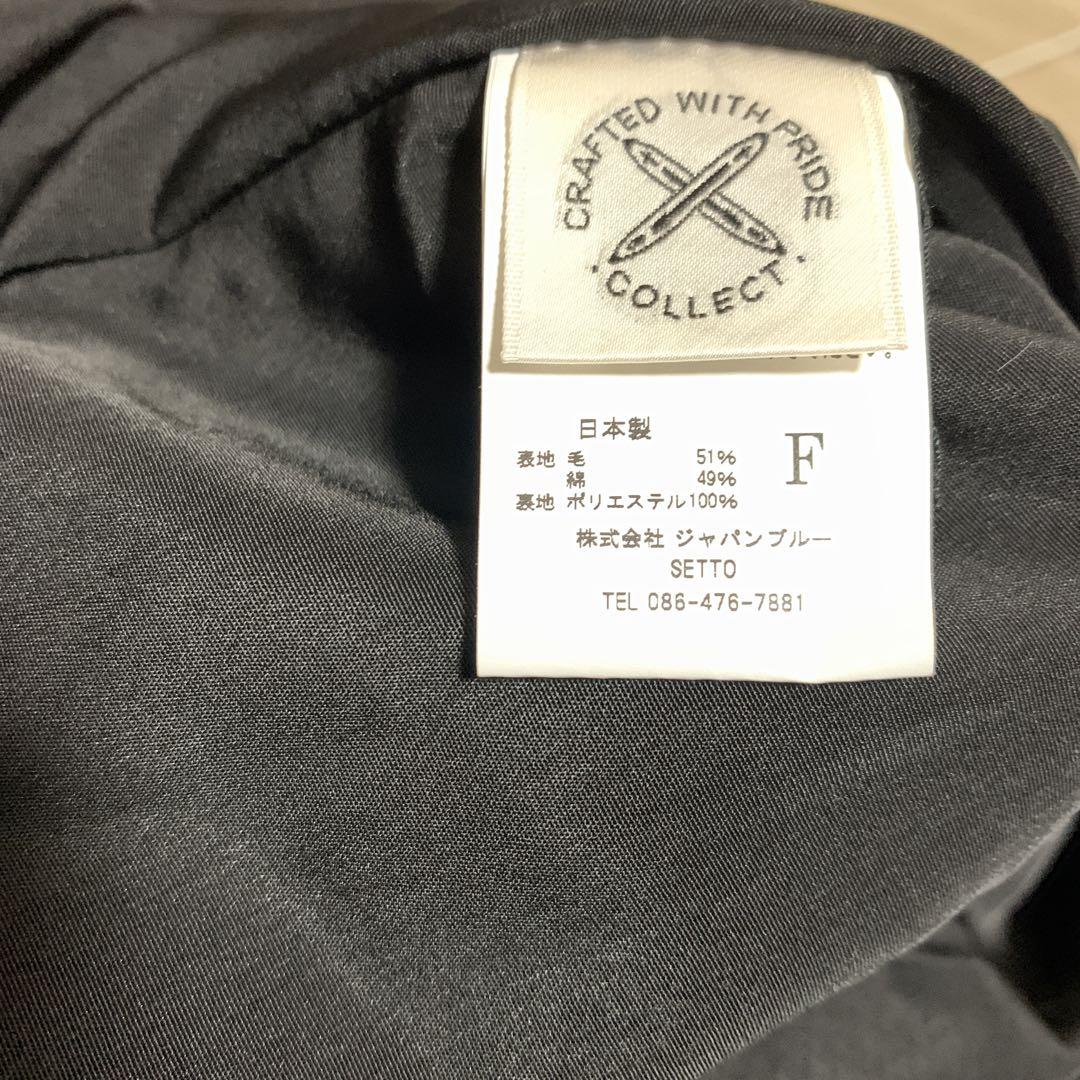 CRAFTED WITH PRIDE
· COLLECT ·
日本製
F
表地 毛 51%
綿 49%
裏地 ポリエステル100%
株式会社 ジャパンブルー
SETTO
TEL 086-476-7881